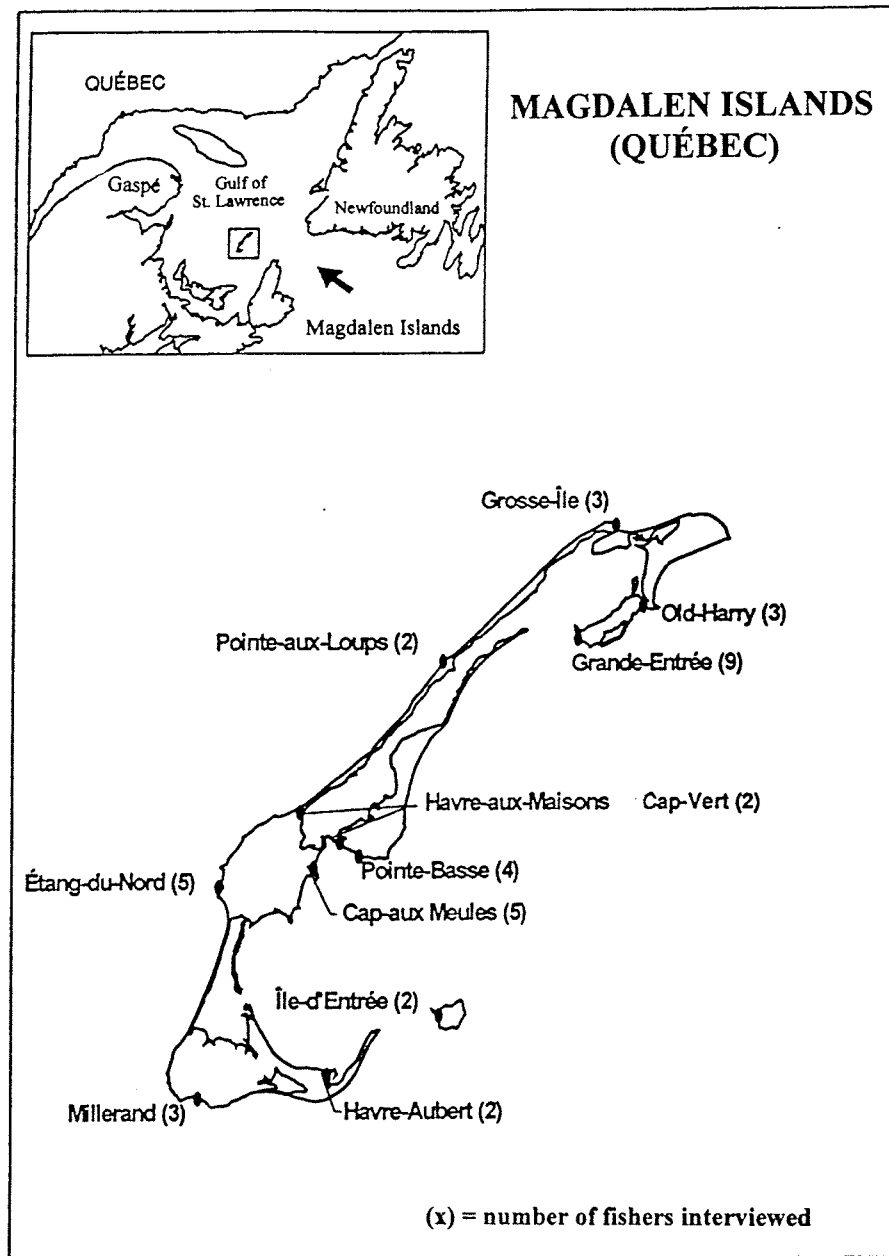 QUÉBEC
MAGDALEN ISLANDS
(QUÉBEC)
Gaspé
Gulf of
St. Lawrence
Newfoundland
Magdalen Islands
Grosse-Île (3)
Old-Harry (3)
Pointe-aux-Loups (2)
Grande-Entrée (9)
Havre-aux-Maisons Cap-Vert (2)
Pointe-Basse (4)
Étang-du-Nord (5)
Cap-aux Meules (5)
Île-d'Entrée (2)
Millerand (3)
Havre-Aubert (2)
(x) = number of fishers interviewed